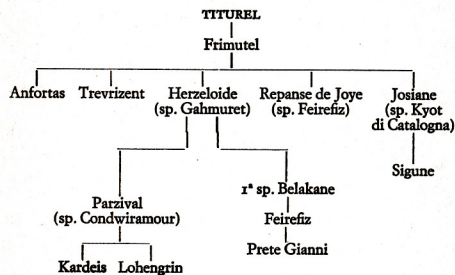 TITUREL
Frimutel
Anfortas Trevrizent Herzeloide Repanse de Joye Josiane
(sp. Gahmuret) (sp. Feirefiz) (sp. Kyot
di Catalogna)
Sigune
Parzival 1ª sp. Belakane
(sp. Condwiramour) Feirefiz
Kardeis Lohengrin Prete Gianni